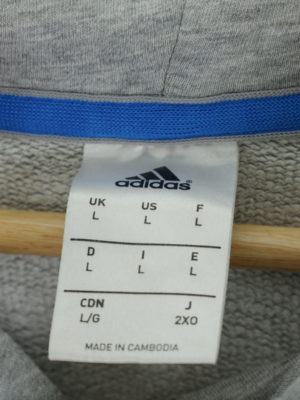 adidas
UK US F
L L L
D I E
L L L
CDN J
L/G 2XO
MADE IN CAMBODIA